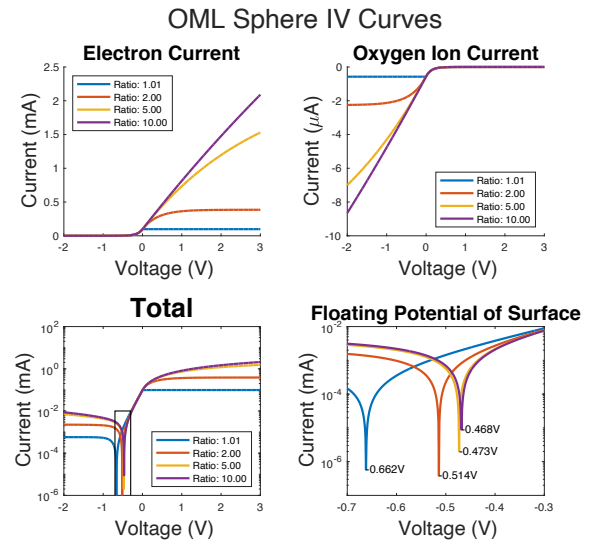 OML Sphere IV Curves
Electron Current
2.5
2
1.5
1
0.5
0
-2 -1 0 1 2 3
Current (mA)
Voltage (V)
Ratio: 1.01
Ratio: 2.00
Ratio: 5.00
Ratio: 10.00
Oxygen Ion Current
0
-2
-4
-6
-8
-10
-2 -1 0 1 2 3
Current (μA)
Voltage (V)
Ratio: 1.01
Ratio: 2.00
Ratio: 5.00
Ratio: 10.00
Total
10^2
10^0
10^-2
10^-4
10^-6
-2 -1 0 1 2 3
Current (mA)
Voltage (V)
Ratio: 1.01
Ratio: 2.00
Ratio: 5.00
Ratio: 10.00
Floating Potential of Surface
10^-2
10^-4
10^-6
-0.7 -0.6 -0.5 -0.4 -0.3
Current (mA)
Voltage (V)
-0.468V
-0.473V
-0.662V
-0.514V